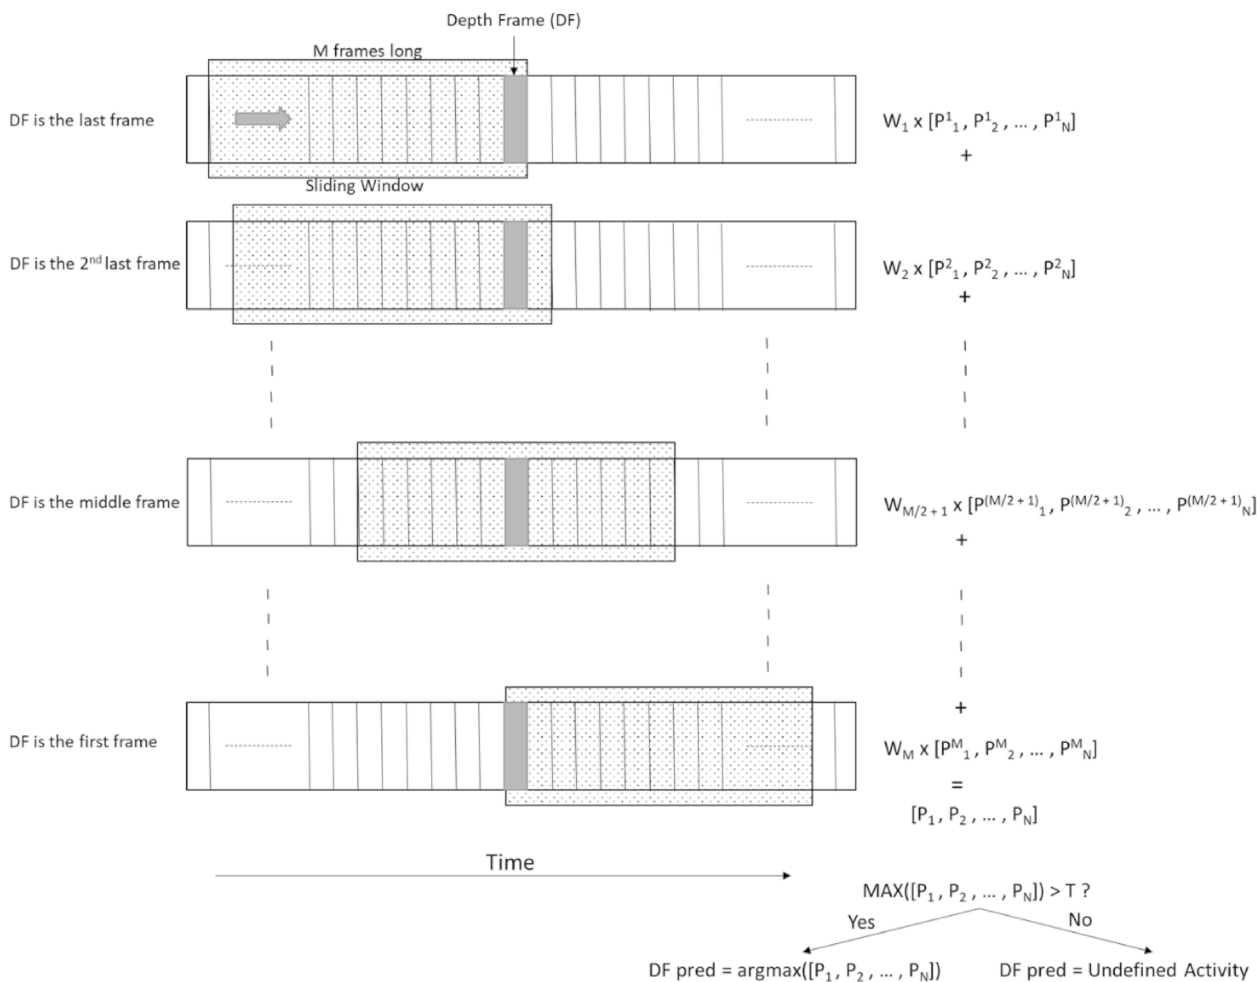 Depth Frame (DF)
M frames long
DF is the last frame
W₁ x [P¹₁ , P¹₂ , ... , P¹N]
+
Sliding Window
DF is the 2ⁿᵈ last frame
W₂ x [P²₁ , P²₂ , ... , P²N]
+
DF is the middle frame
W_M/2 + 1 x [P^(M/2 + 1)₁ , P^(M/2 + 1)₂ , ... , P^(M/2 + 1)N]
+
+
DF is the first frame
W_M x [Pᴹ₁ , Pᴹ₂ , ... , PᴹN]
=
[P₁ , P₂ , ... , PN]
Time
MAX([P₁ , P₂ , ... , PN]) > T ?
Yes No
DF pred = argmax([P₁ , P₂ , ... , PN]) DF pred = Undefined Activity